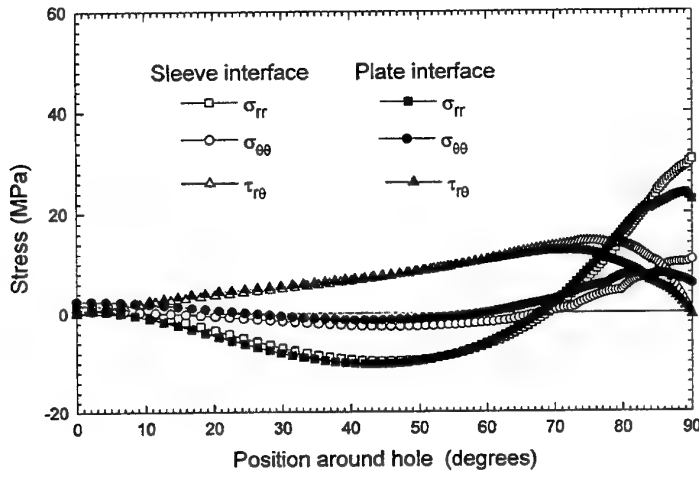 60
40
20
0
-20
Stress (MPa)
Sleeve interface
σrr
σθθ
τrθ
Plate interface
σrr
σθθ
τrθ
0 10 20 30 40 50 60 70 80 90
Position around hole (degrees)